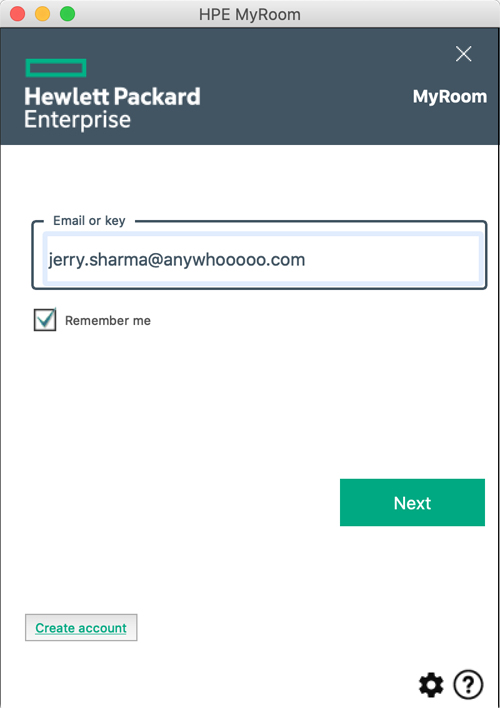 HPE MyRoom
Hewlett Packard
Enterprise
MyRoom
Email or key
jerry.sharma@anywhooooo.com
Remember me
Next
Create account
?